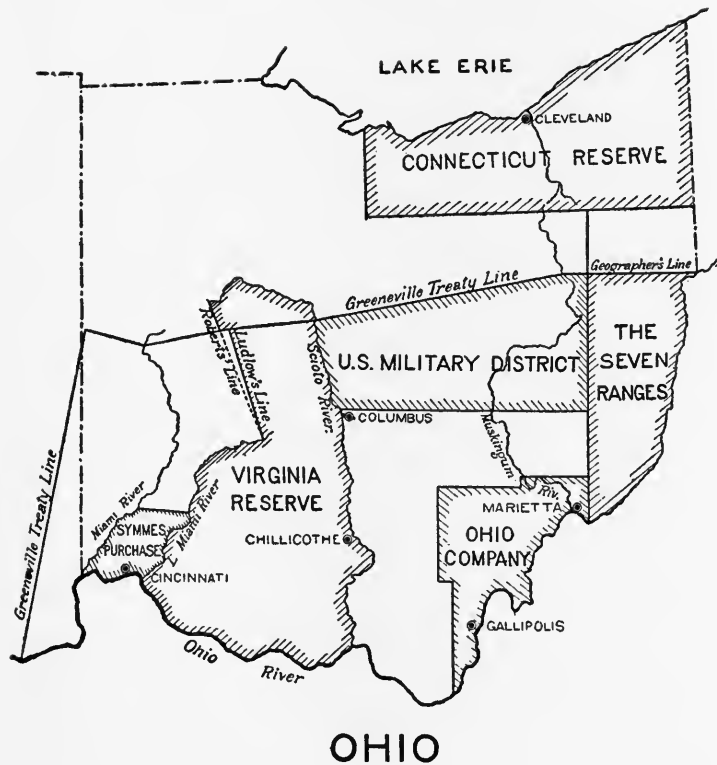 LAKE ERIE
CLEVELAND
CONNECTICUT RESERVE
Geographer's Line
Greeneville Treaty Line
THE
SEVEN
RANGES
U.S. MILITARY DISTRICT
Roberts' Line
Ludlow's Line
Scioto River.
COLUMBUS
Muskingum
Riv.
VIRGINIA
RESERVE
Greeneville Treaty Line
Miami River
SYMMES
PURCHASE
L. Miami River
MARIETTA
OHIO
COMPANY
CHILLICOTHE
CINCINNATI
GALLIPOLIS
Ohio
River
OHIO